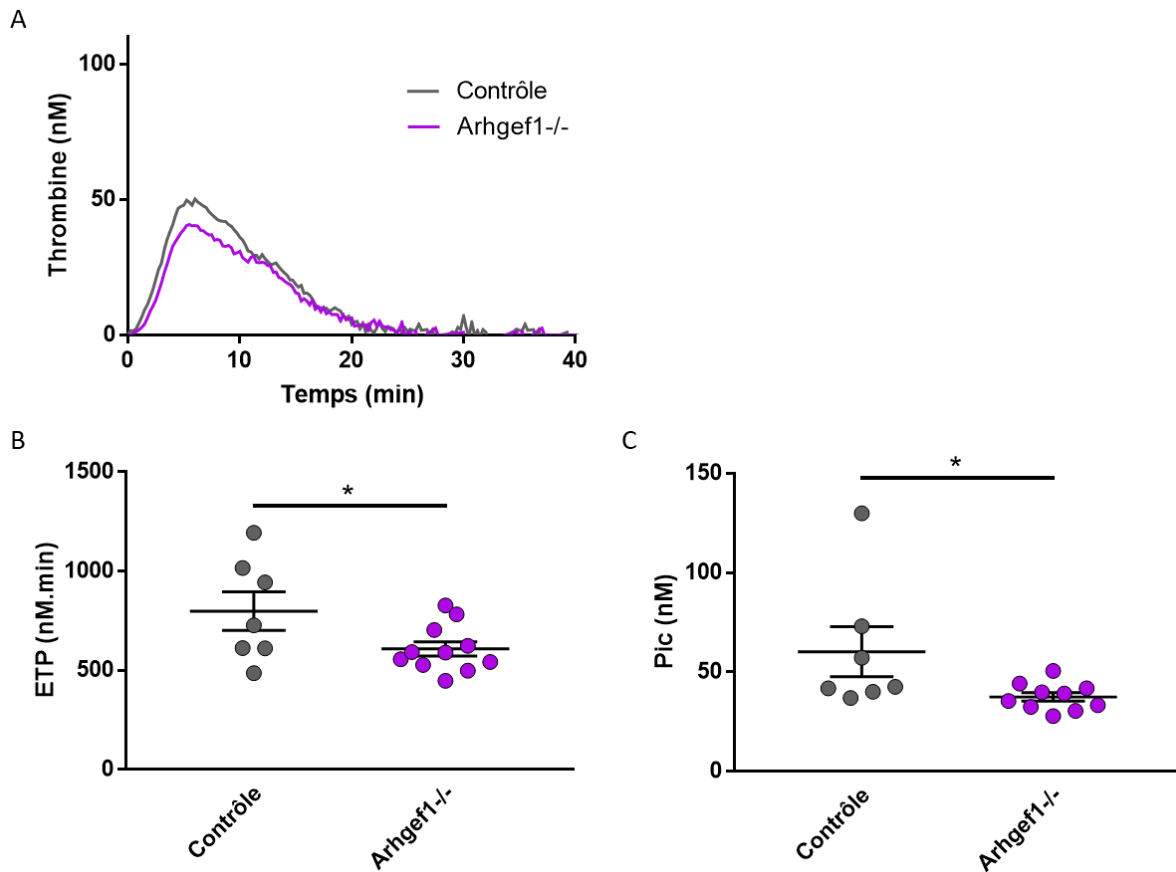 A
Thrombine (nM)
100
50
0
Contrôle
Arhgef1-/-
0 10 20 30 40
Temps (min)
B
ETP (nM.min)
1500
1000
500
0
*
Contrôle
Arhgef1-/-
C
Pic (nM)
150
100
50
0
*
Contrôle
Arhgef1-/-